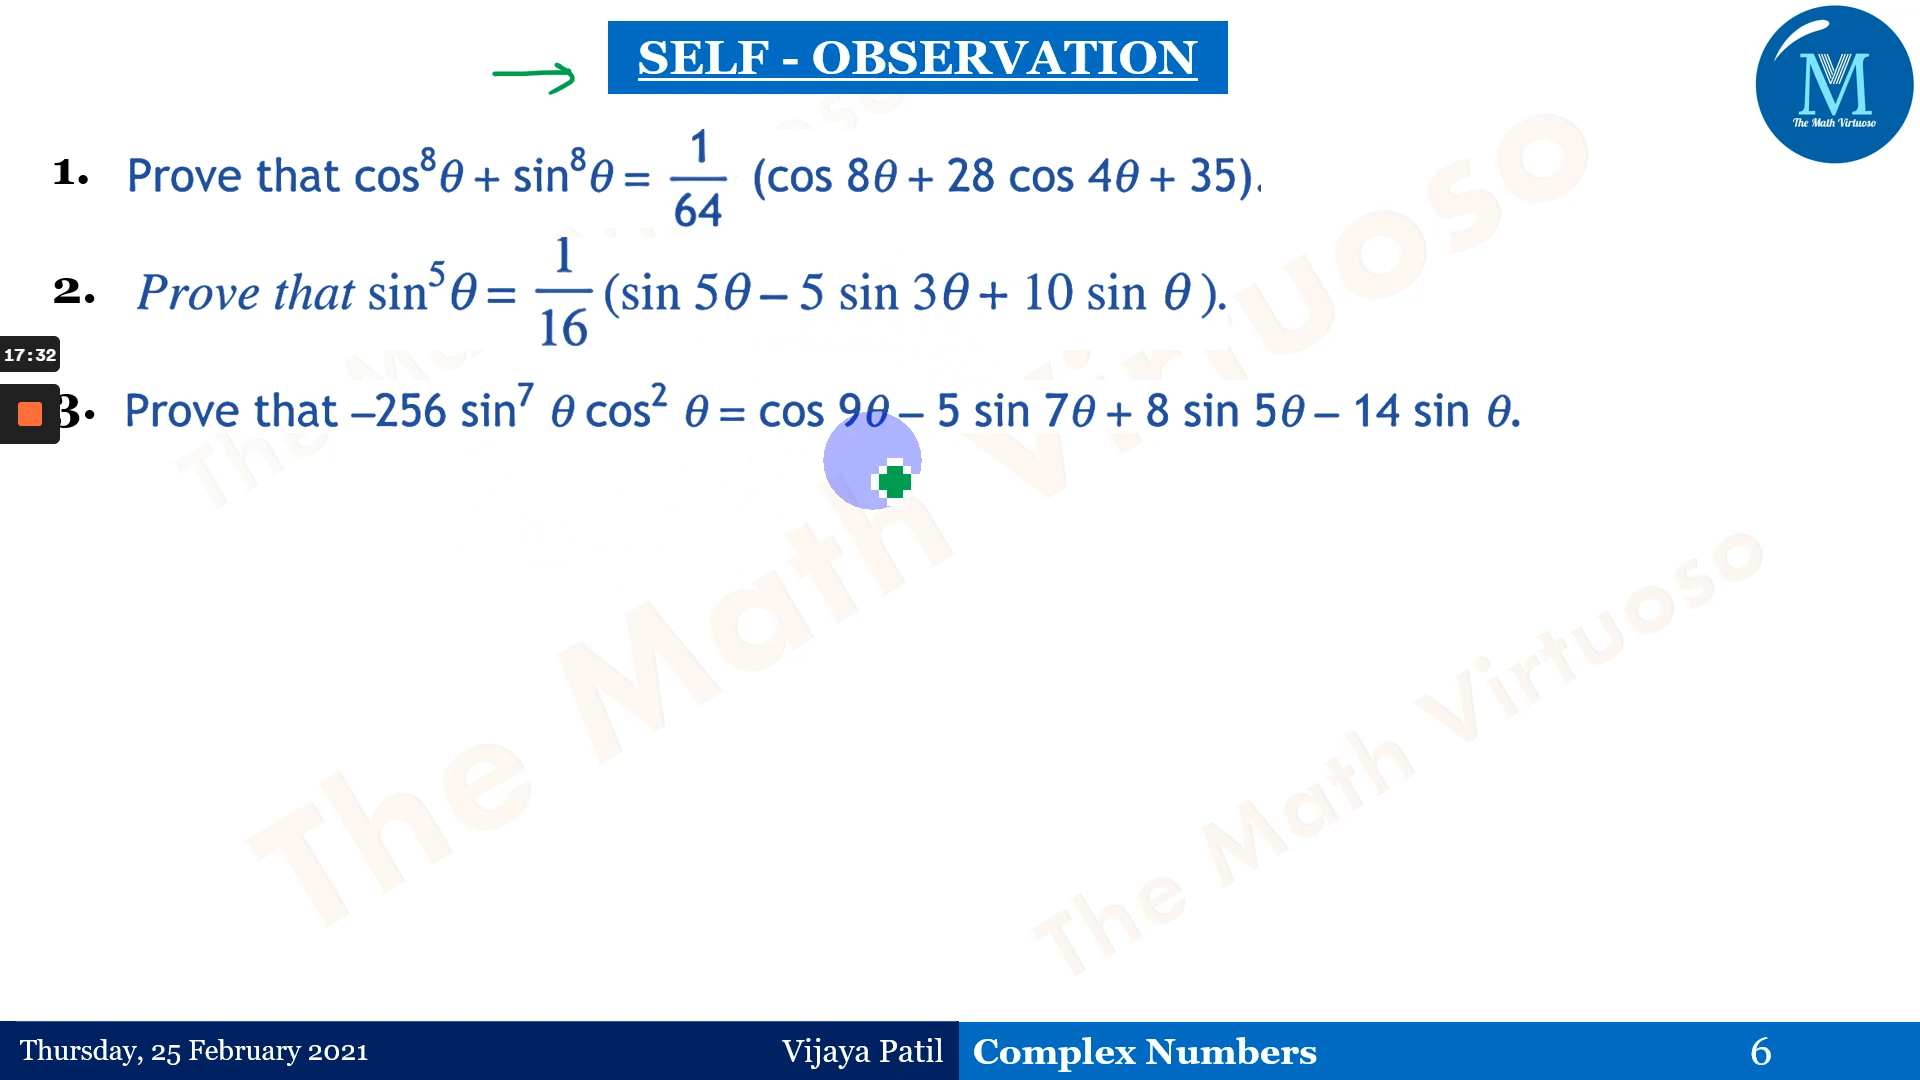 SELF - OBSERVATION
M
The Math Virtuoso
1. Prove that cos⁸θ + sin⁸θ = 1/64 (cos 8θ + 28 cos 4θ + 35).
2. Prove that sin⁵θ = 1/16 (sin 5θ – 5 sin 3θ + 10 sin θ).
17:32
3. Prove that –256 sin⁷ θ cos² θ = cos 9θ – 5 sin 7θ + 8 sin 5θ – 14 sin θ.
The Math Virtuoso
The Math Virtuoso
Thursday, 25 February 2021 Vijaya Patil Complex Numbers 6